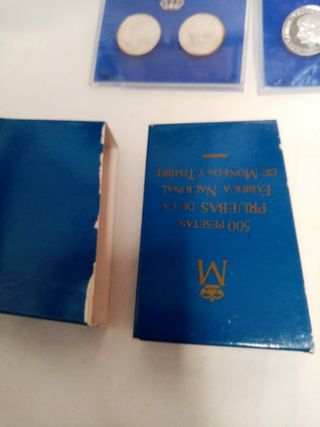 M
500 PESETAS
PRUEBAS DE LA
FABRICA NACIONAL
DE MONEDA Y TIMBRE